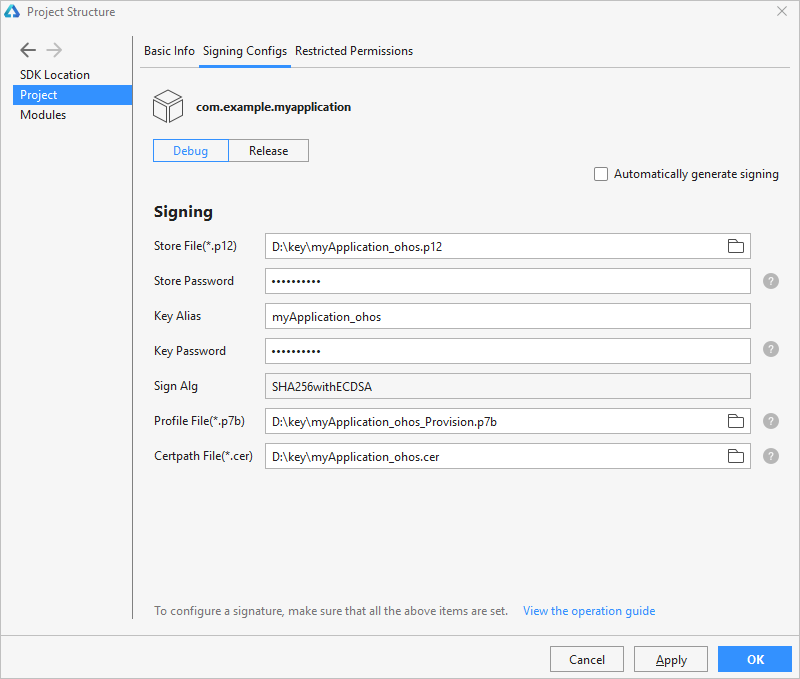 Project Structure
SDK Location
Project
Modules
Basic Info Signing Configs Restricted Permissions
com.example.myapplication
Debug Release
Automatically generate signing
Signing
Store File(*.p12) D:\key\myApplication_ohos.p12
Store Password •••••••••• ?
Key Alias myApplication_ohos
Key Password •••••••••• ?
Sign Alg SHA256withECDSA
Profile File(*.p7b) D:\key\myApplication_ohos_Provision.p7b ?
Certpath File(*.cer) D:\key\myApplication_ohos.cer ?
To configure a signature, make sure that all the above items are set. View the operation guide
Cancel Apply OK